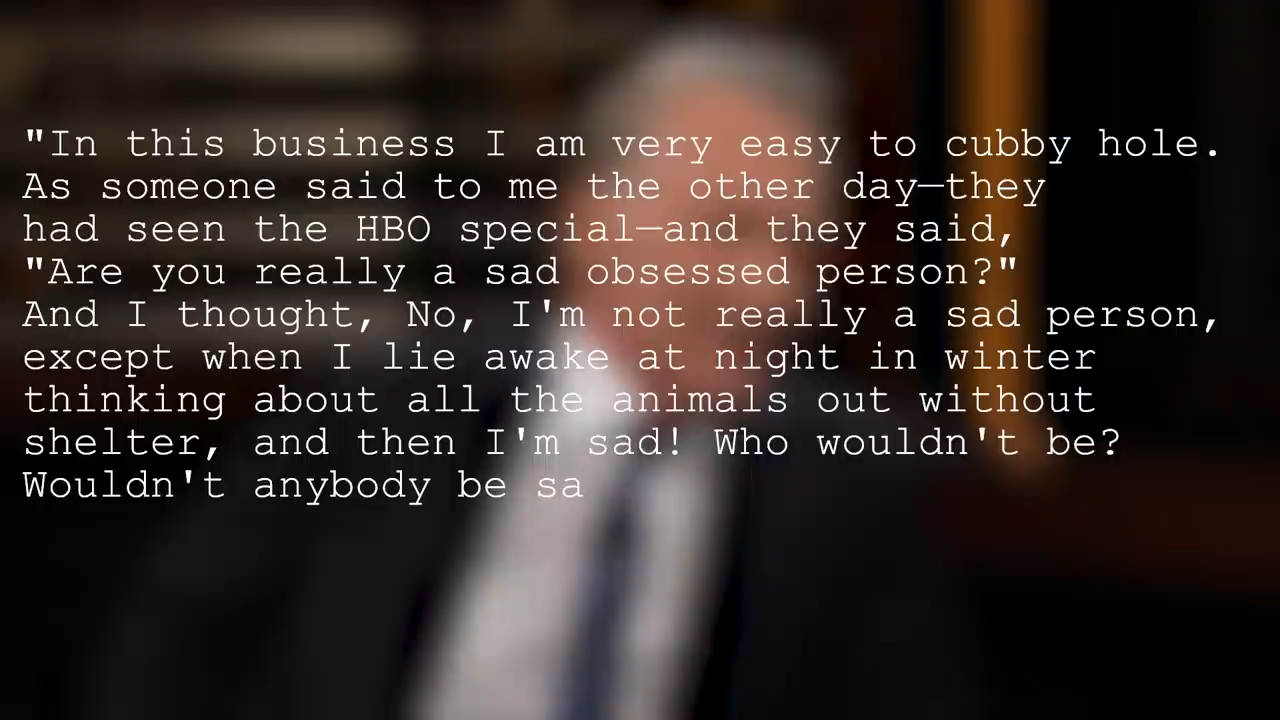 "In this business I am very easy to cubby hole.
As someone said to me the other day—they
had seen the HBO special—and they said,
"Are you really a sad obsessed person?"
And I thought, No, I'm not really a sad person,
except when I lie awake at night in winter
thinking about all the animals out without
shelter, and then I'm sad! Who wouldn't be?
Wouldn't anybody be sa